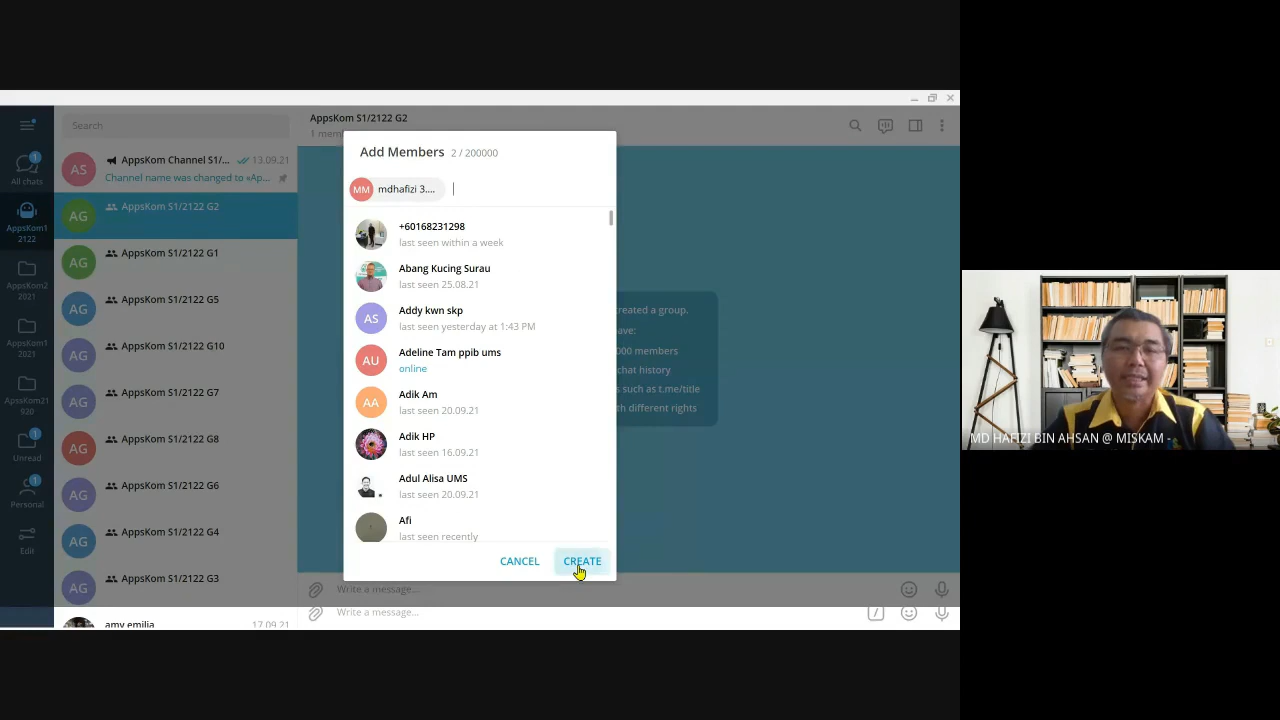 Search
AppsKom S1/2122 G2
1 mem
1
All chats
AppsKom1
2122
AppsKom2
2021
AppsKom1
2021
AppsKom21
920
1
Unread
1
Personal
Edit
AS
AppsKom Channel S1/...
13.09.21
Channel name was changed to «Ap...
AG
AppsKom S1/2122 G2
AG
AppsKom S1/2122 G1
AG
AppsKom S1/2122 G5
AG
AppsKom S1/2122 G10
AG
AppsKom S1/2122 G7
AG
AppsKom S1/2122 G8
AG
AppsKom S1/2122 G6
AG
AppsKom S1/2122 G4
AG
AppsKom S1/2122 G3
amy emilia
17.09.21
Add Members 2 / 200000
MM
mdhafizi 3....
+60168231298
last seen within a week
Abang Kucing Surau
last seen 25.08.21
AS
Addy kwn skp
last seen yesterday at 1:43 PM
AU
Adeline Tam ppib ums
online
AA
Adik Am
last seen 20.09.21
Adik HP
last seen 16.09.21
Adul Alisa UMS
last seen 20.09.21
Afi
last seen recently
CANCEL
CREATE
created a group.
ave:
000 members
chat history
s such as t.me/title
th different rights
Write a message...
Write a message...
MD HAFIZI BIN AHSAN @ MISKAM -